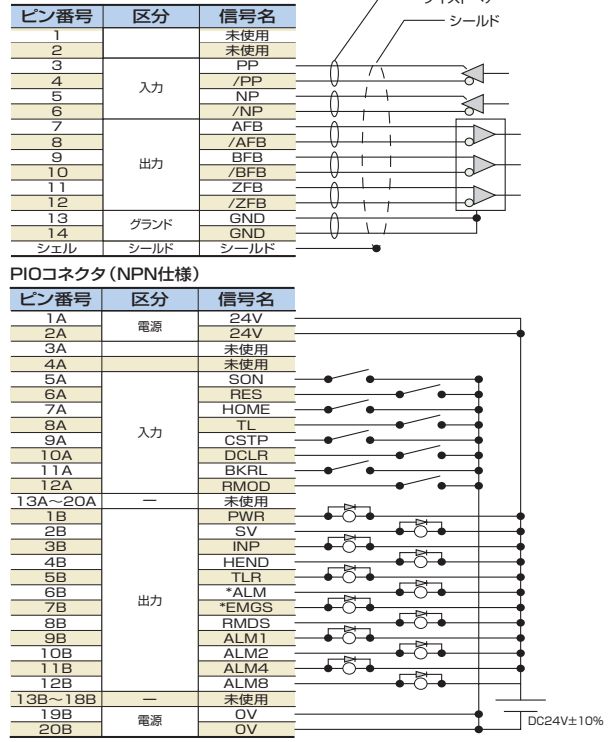 シールド
ピン番号 区分 信号名
1 未使用
2 未使用
3 PP
4 /PP
入力
5 NP
6 /NP
7 AFB
8 /AFB
9 BFB
出力
10 /BFB
11 ZFB
12 /ZFB
13 GND
グランド
14 GND
シェル シールド シールド
PIOコネクタ（NPN仕様）
ピン番号 区分 信号名
1A 24V
電源
2A 24V
3A 未使用
4A 未使用
5A SON
6A RES
7A HOME
8A TL
入力
9A CSTP
10A DCLR
11A BKRL
12A RMOD
13A～20A － 未使用
1B PWR
2B SV
3B INP
4B HEND
5B TLR
6B *ALM
出力
7B *EMGS
8B RMDS
9B ALM1
10B ALM2
11B ALM4
12B ALM8
13B～18B － 未使用
19B 0V
電源
20B 0V
DC24V±10%